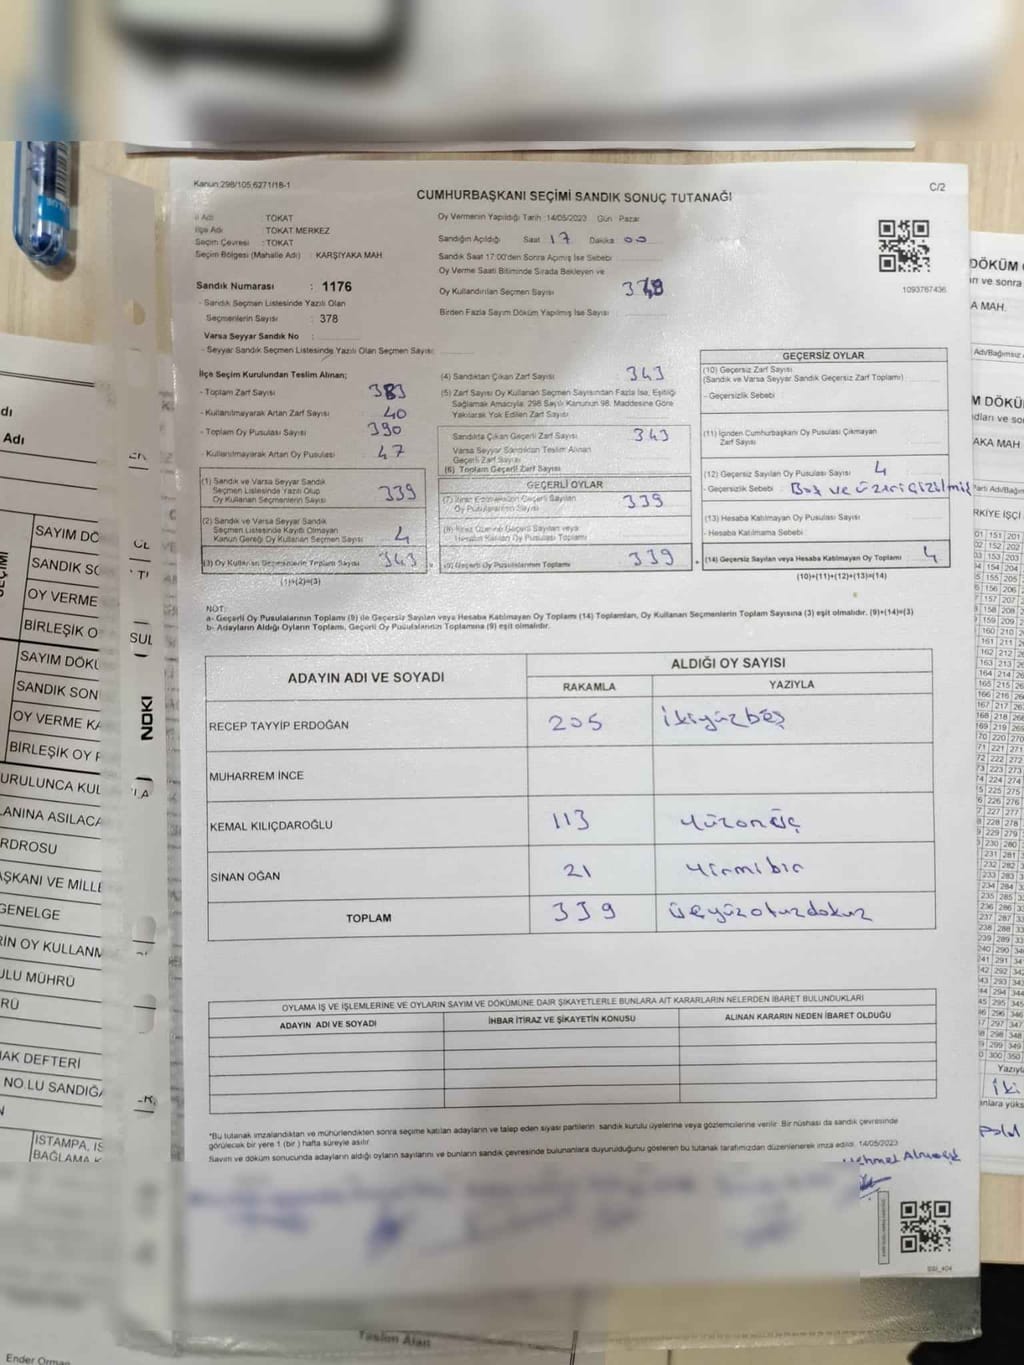 Kanun:298/105,6271/18-1
C/2
CUMHURBAŞKANI SEÇİMİ SANDIK SONUÇ TUTANAĞI
İl Adı : TOKAT
İlçe Adı : TOKAT MERKEZ
Seçim Çevresi : TOKAT
Seçim Bölgesi (Mahalle Adı) : KARŞIYAKA MAH
Sandık Numarası : 1176
- Sandık Seçmen Listesinde Yazılı Olan
Seçmenlerin Sayısı : 378
Varsa Seyyar Sandık No :
- Seyyar Sandık Seçmen Listesinde Yazılı Olan Seçmen Sayısı:
Oy Vermenin Yapıldığı Tarih :14/05/2023 Gün Pazar
Sandığın Açıldığı Saat 17 Dakika 00
Sandık Saat 17:00'den Sonra Açılmış İse Sebebi
Oy Verme Saati Bitiminde Sırada Bekleyen ve
Oy Kullandırılan Seçmen Sayısı
Birden Fazla Sayım Döküm Yapılmış İse Sayısı :
1093767436
İlçe Seçim Kurulundan Teslim Alınan;
- Toplam Zarf Sayısı 383
- Kullanılmayarak Artan Zarf Sayısı 40
- Toplam Oy Pusulası Sayısı 390
- Kullanılmayarak Artan Oy Pusulası 47
(1) Sandık ve Varsa Seyyar Sandık
Seçmen Listesinde Yazılı Olup
Oy Kullanan Seçmenlerin Sayısı 339
(2) Sandık ve Varsa Seyyar Sandık
Seçmen Listesinde Kayıtlı Olmayan
Kanun Gereği Oy Kullanan Seçmen Sayısı 4
(3) Oy Kullanan Seçmenlerin Toplam Sayısı 343
(1)+(2)=(3)
(4) Sandıktan Çıkan Zarf Sayısı 343
(5) Zarf Sayısı Oy Kullanan Seçmen Sayısından Fazla İse, Eşitliği
Sağlamak Amacıyla, 298 Sayılı Kanunun 98. Maddesine Göre
Yakılarak Yok Edilen Zarf Sayısı
Sandıkta Çıkan Geçerli Zarf Sayısı 343
Varsa Seyyar Sandıktan Teslim Alınan
Geçerli Zarf Sayısı
(6) Toplam Geçerli Zarf Sayısı
GEÇERLİ OYLAR
(7) İtiraz Edilmeksizin Geçerli Sayılan
Oy Pusulalarının Sayısı 339
(8) İtiraz Üzerine Geçerli Sayılan veya
Hesaba Katılan Oy Pusulası Toplamı
(9) Geçerli Oy Pusulalarının Toplamı 339
GEÇERSİZ OYLAR
(10) Geçersiz Zarf Sayısı
(Sandık ve Varsa Seyyar Sandık Geçersiz Zarf Toplamı)
- Geçersizlik Sebebi
(11) İçinden Cumhurbaşkanı Oy Pusulası Çıkmayan
Zarf Sayısı
(12) Geçersiz Sayılan Oy Pusulası Sayısı 4
- Geçersizlik Sebebi Boş ve üzeri çizilmiş
(13) Hesaba Katılmayan Oy Pusulası Sayısı
- Hesaba Katılmama Sebebi
(14) Geçersiz Sayılan veya Hesaba Katılmayan Oy Toplamı 4
(10)+(11)+(12)+(13)=(14)
NOT:
a- Geçerli Oy Pusulalarının Toplamı (9) ile Geçersiz Sayılan veya Hesaba Katılmayan Oy Toplamı (14) Toplamları, Oy Kullanan Seçmenlerin Toplam Sayısına (3) eşit olmalıdır. (9)+(14)=(3)
b- Adayların Aldığı Oyların Toplamı, Geçerli Oy Pusulalarının Toplamına (9) eşit olmalıdır.
ADAYIN ADI VE SOYADI
ALDIĞI OY SAYISI
RAKAMLA YAZIYLA
RECEP TAYYİP ERDOĞAN 205 ikiyüzbeş
MUHARREM İNCE
KEMAL KILIÇDAROĞLU 113 Yüzonüç
SİNAN OĞAN 21 Yirmibir
TOPLAM 339 üçyüzotuzdokuz
OYLAMA İŞ VE İŞLEMLERİNE VE OYLARIN SAYIM VE DÖKÜMÜNE DAİR ŞİKAYETLERLE BUNLARA AİT KARARLARIN NELERDEN İBARET BULUNDUKLARI
ADAYIN ADI VE SOYADI İHBAR İTİRAZ VE ŞİKAYETİN KONUSU ALINAN KARARIN NEDEN İBARET OLDUĞU
*Bu tutanak imzalandıktan ve mühürlendikten sonra seçime katılan adayların ve talep eden siyasi partilerin sandık kurulu üyelerine veya gözlemcilerine verilir. Bir nüshası da sandık çevresinde
görülecek bir yere 1 (bir ) hafta süreyle asılır.
Sayım ve döküm sonucunda adayların aldığı oyların sayılarını ve bunların sandık çevresinde bulunanlara duyurulduğunu gösteren bu tutanak tarafımızdan düzenlenerek imza edildi. 14/05/2023
Teslim Alan
Ender Orman
Adı
SAYIM DÖ
SANDIK SO
OY VERME
BİRLEŞİK O
SAYIM DÖKÜ
SANDIK SON
OY VERME KA
BİRLEŞİK OY P
URULUNCA KUL
LANINA ASILACA
RDROSU
AŞKANI VE MİLLE
GENELGE
RİN OY KULLANM
ULU MÜHRÜ
RÜ
AK DEFTERİ
NO.LU SANDIĞA
ISTAMPA, İS
BAĞLAMA
SUL
NOKI
DÖKÜM
A MAH.
M DÖKÜ
AKA MAH.
RKİYE İŞÇİ
Yazıyla
iki